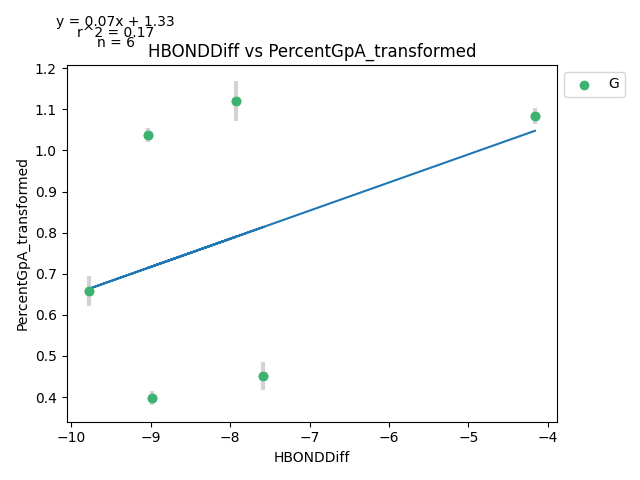 y = 0.07x + 1.33
r^2 = 0.17
n = 6
HBONDDiff vs PercentGpA_transformed
G
1.2
1.1
1.0
0.9
0.8
0.7
0.6
0.5
0.4
PercentGpA_transformed
−10
−9
−8
−7
−6
−5
−4
HBONDDiff